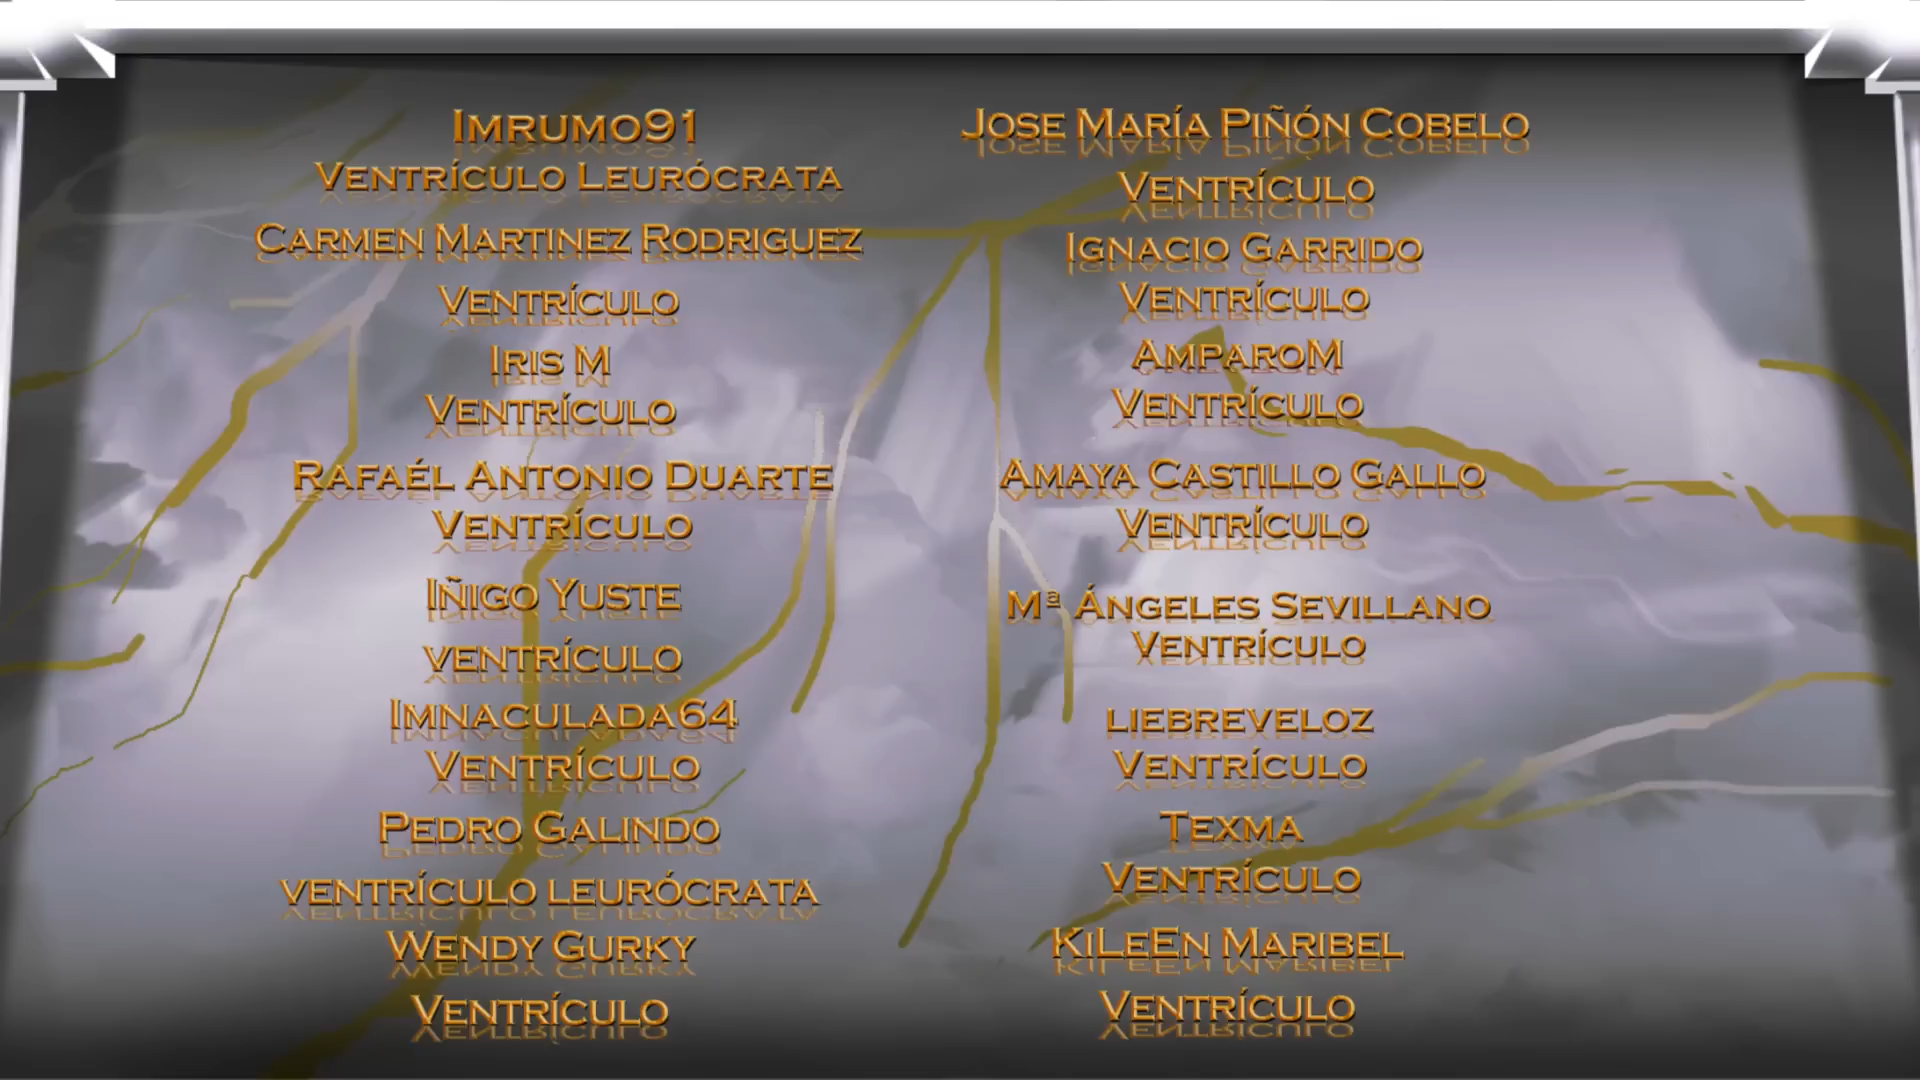 Imrumo91
Ventrículo Leurócrata
Carmen Martinez Rodriguez
Ventrículo
Iris M
Ventrículo
Rafaél Antonio Duarte
Ventrículo
Iñigo Yuste
ventrículo
Imnaculada64
Ventrículo
Pedro Galindo
ventrículo leurócrata
Wendy Gurky
Ventrículo
Jose María Piñón Cobelo
Ventrículo
Ignacio Garrido
Ventrículo
AmparoM
Ventrículo
Amaya Castillo Gallo
Ventrículo
Mª Ángeles Sevillano
Ventrículo
liebreveloz
Ventrículo
Texma
Ventrículo
KiLeEn Maribel
Ventrículo